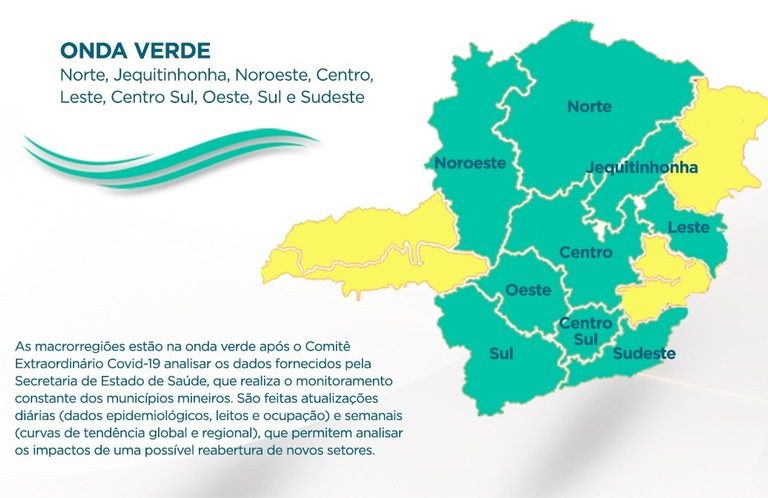 ONDA VERDE
Norte, Jequitinhonha, Noroeste, Centro,
Leste, Centro Sul, Oeste, Sul e Sudeste
Norte
Noroeste
Jequitinhonha
Leste
Centro
Oeste
Centro
Sul
Sul
Sudeste
As macrorregiões estão na onda verde após o Comitê
Extraordinário Covid-19 analisar os dados fornecidos pela
Secretaria de Estado de Saúde, que realiza o monitoramento
constante dos municípios mineiros. São feitas atualizações
diárias (dados epidemiológicos, leitos e ocupação) e semanais
(curvas de tendência global e regional), que permitem analisar
os impactos de uma possível reabertura de novos setores.